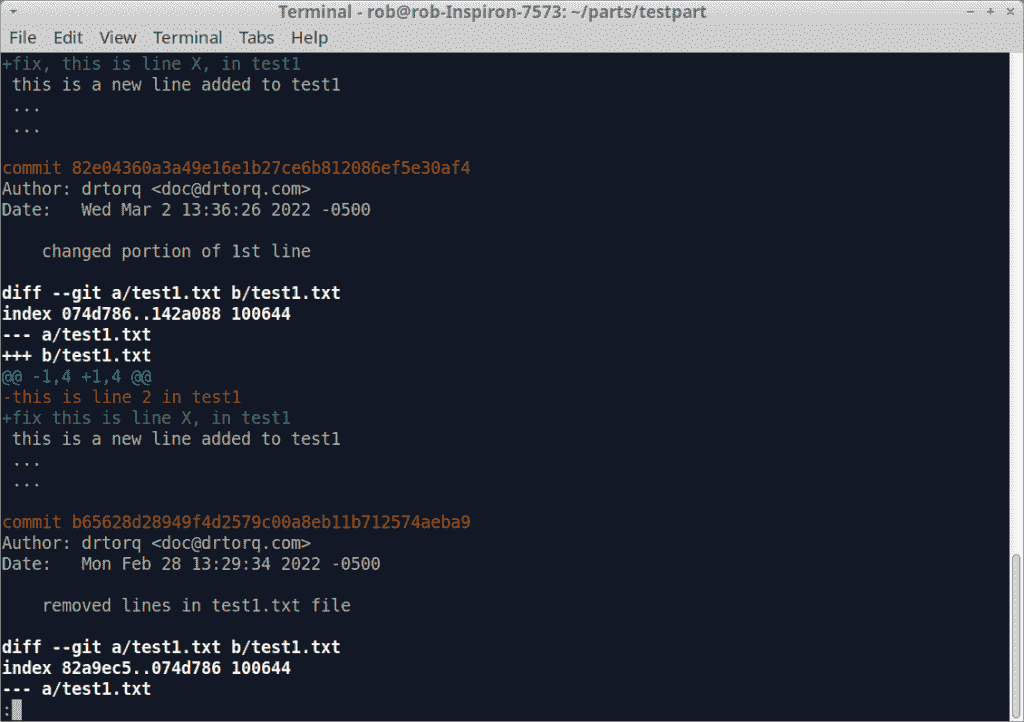 Terminal - rob@rob-Inspiron-7573: ~/parts/testpart
File Edit View Terminal Tabs Help
+fix, this is line X, in test1
 this is a new line added to test1
 ...
 ...
commit 82e04360a3a49e16e1b27ce6b812086ef5e30af4
Author: drtorq <doc@drtorq.com>
Date:   Wed Mar 2 13:36:26 2022 -0500
    changed portion of 1st line
diff --git a/test1.txt b/test1.txt
index 074d786..142a088 100644
--- a/test1.txt
+++ b/test1.txt
@@ -1,4 +1,4 @@
-this is line 2 in test1
+fix this is line X, in test1
 this is a new line added to test1
 ...
 ...
commit b65628d28949f4d2579c00a8eb11b712574aeba9
Author: drtorq <doc@drtorq.com>
Date:   Mon Feb 28 13:29:34 2022 -0500
    removed lines in test1.txt file
diff --git a/test1.txt b/test1.txt
index 82a9ec5..074d786 100644
--- a/test1.txt
: